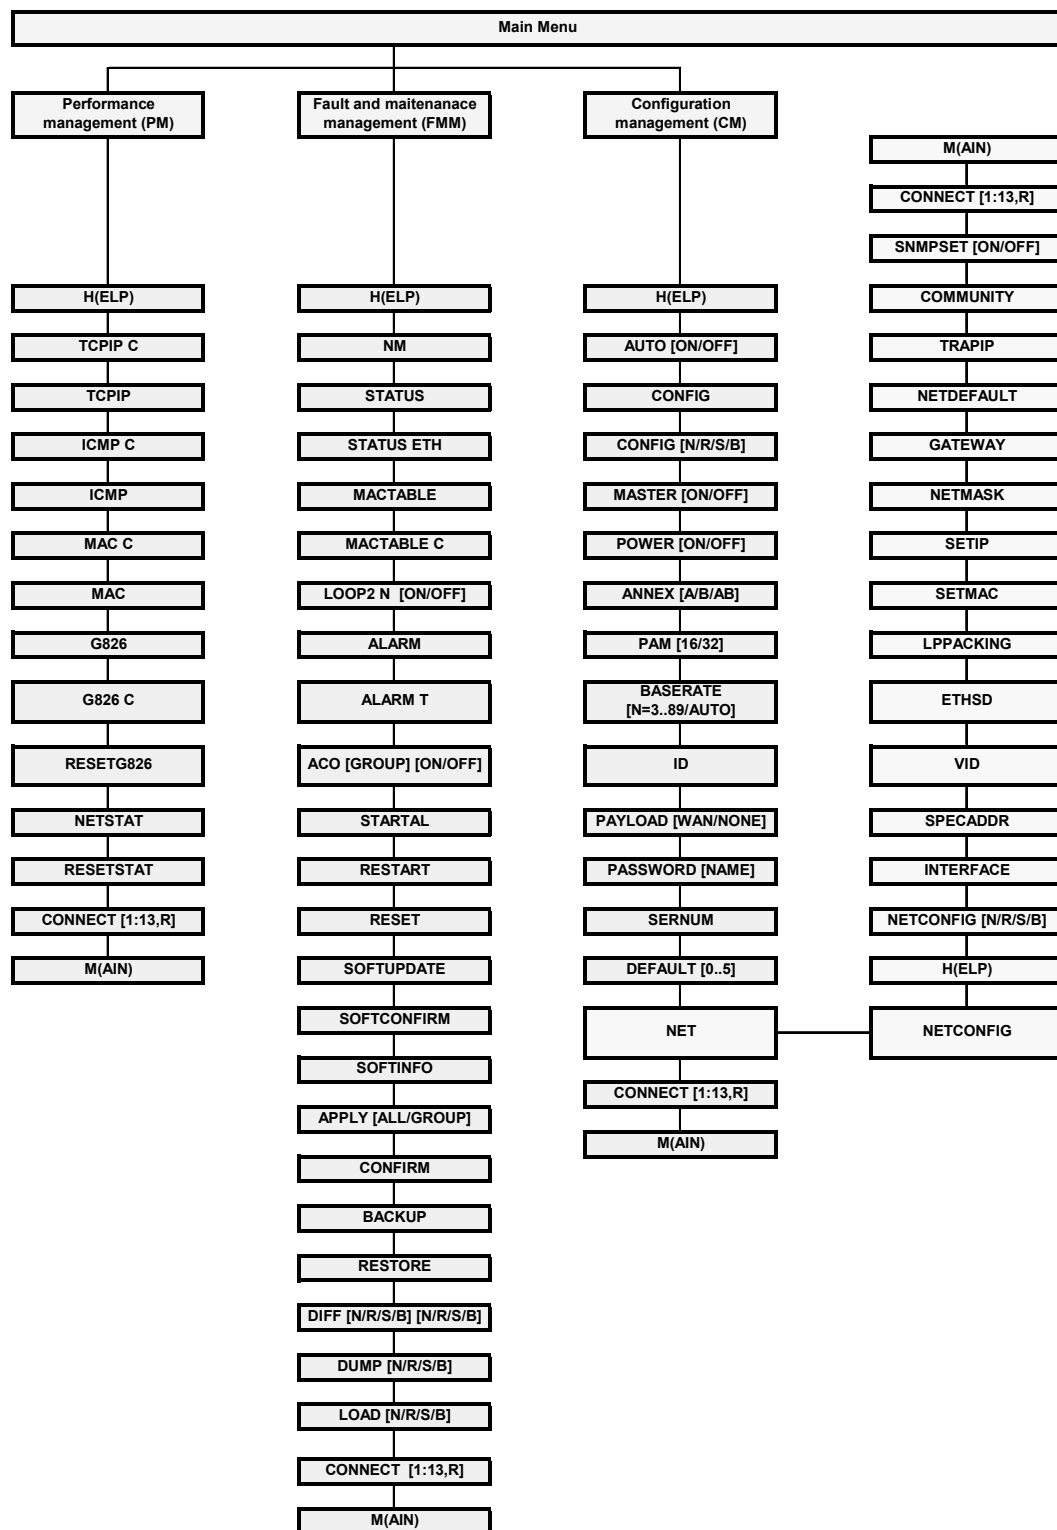 Main Menu
Performance
management (PM)
Fault and maitenanace
management (FMM)
Configuration
management (CM)
H(ELP)
TCPIP C
TCPIP
ICMP C
ICMP
MAC C
MAC
G826
G826 C
RESETG826
NETSTAT
RESETSTAT
CONNECT [1:13,R]
M(AIN)
H(ELP)
NM
STATUS
STATUS ETH
MACTABLE
MACTABLE C
LOOP2 N [ON/OFF]
ALARM
ALARM T
ACO [GROUP] [ON/OFF]
STARTAL
RESTART
RESET
SOFTUPDATE
SOFTCONFIRM
SOFTINFO
APPLY [ALL/GROUP]
CONFIRM
BACKUP
RESTORE
DIFF [N/R/S/B] [N/R/S/B]
DUMP [N/R/S/B]
LOAD [N/R/S/B]
CONNECT [1:13,R]
M(AIN)
H(ELP)
AUTO [ON/OFF]
CONFIG
CONFIG [N/R/S/B]
MASTER [ON/OFF]
POWER [ON/OFF]
ANNEX [A/B/AB]
PAM [16/32]
BASERATE
[N=3..89/AUTO]
ID
PAYLOAD [WAN/NONE]
PASSWORD [NAME]
SERNUM
DEFAULT [0..5]
NET
CONNECT [1:13,R]
M(AIN)
M(AIN)
CONNECT [1:13,R]
SNMPSET [ON/OFF]
COMMUNITY
TRAPIP
NETDEFAULT
GATEWAY
NETMASK
SETIP
SETMAC
LPPACKING
ETHSD
VID
SPECADDR
INTERFACE
NETCONFIG [N/R/S/B]
H(ELP)
NETCONFIG